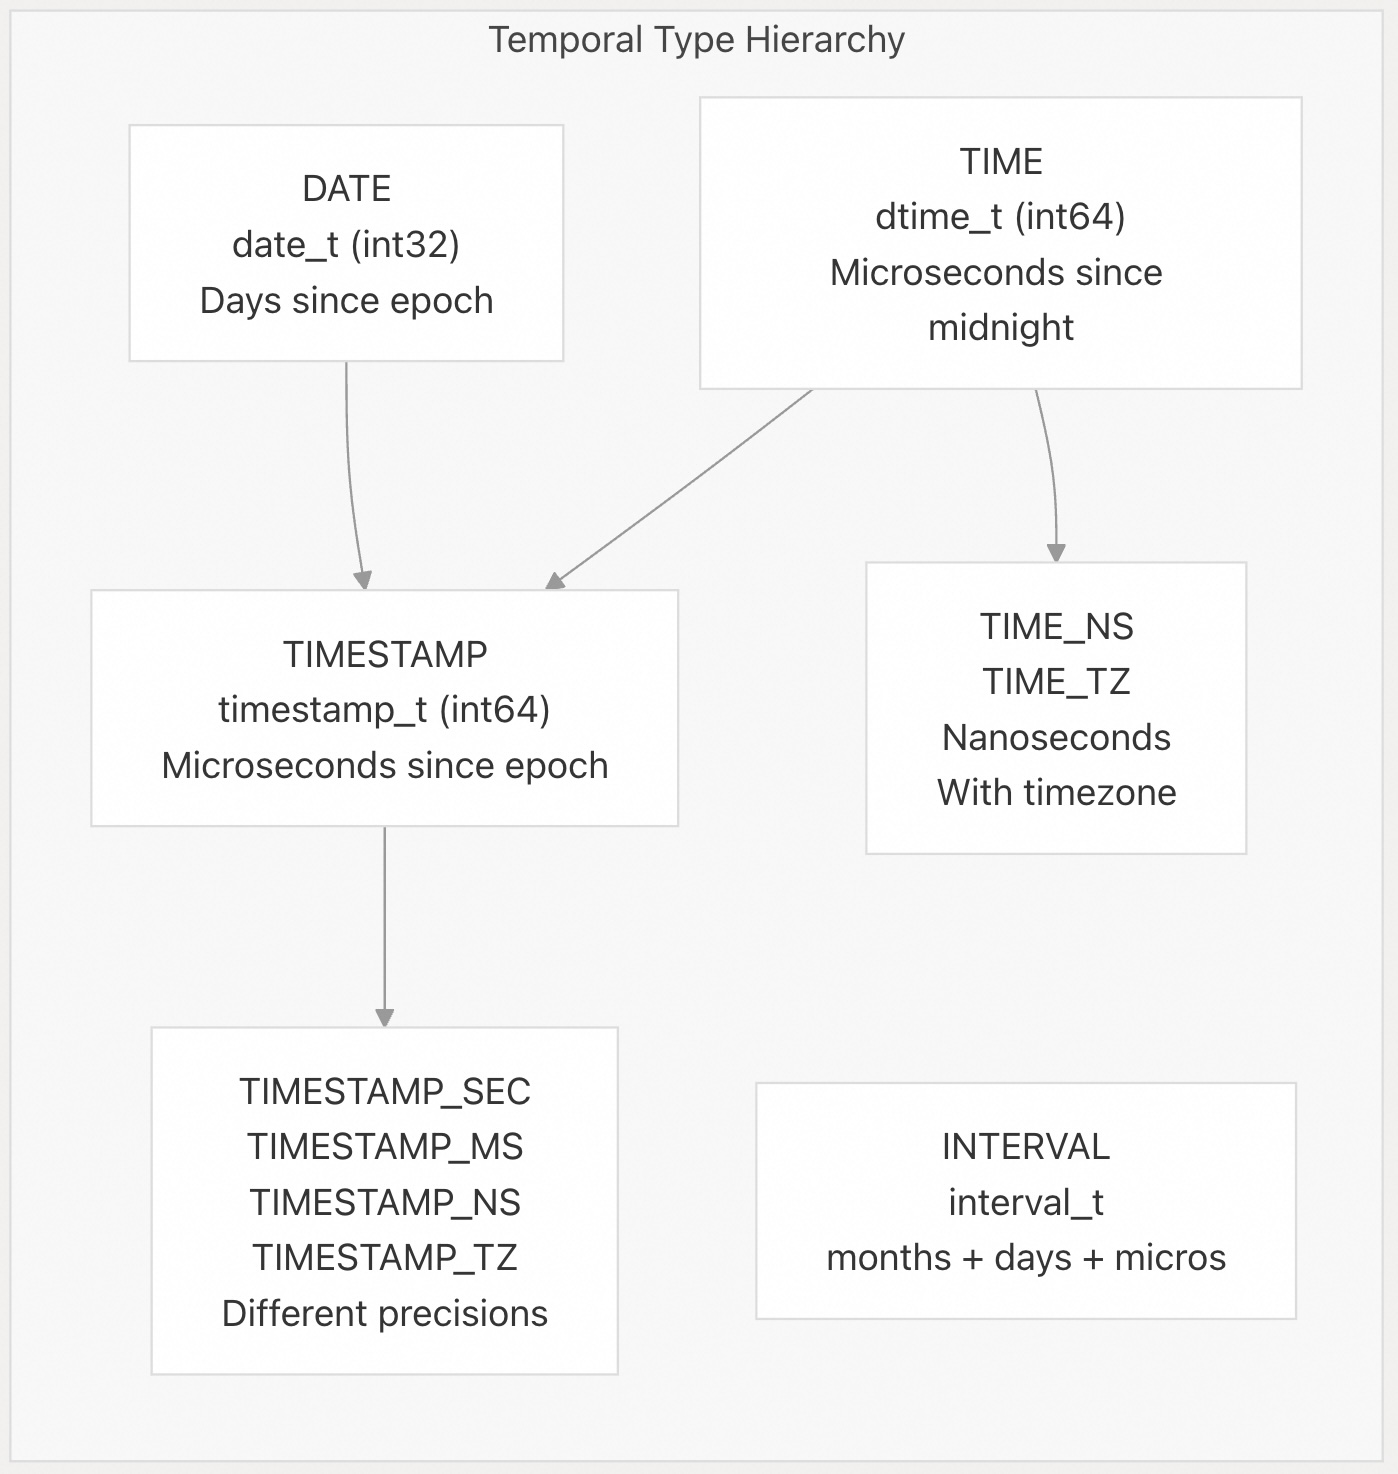 Temporal Type Hierarchy
DATE
date_t (int32)
Days since epoch
TIME
dtime_t (int64)
Microseconds since
midnight
TIMESTAMP
timestamp_t (int64)
Microseconds since epoch
TIME_NS
TIME_TZ
Nanoseconds
With timezone
TIMESTAMP_SEC
TIMESTAMP_MS
TIMESTAMP_NS
TIMESTAMP_TZ
Different precisions
INTERVAL
interval_t
months + days + micros